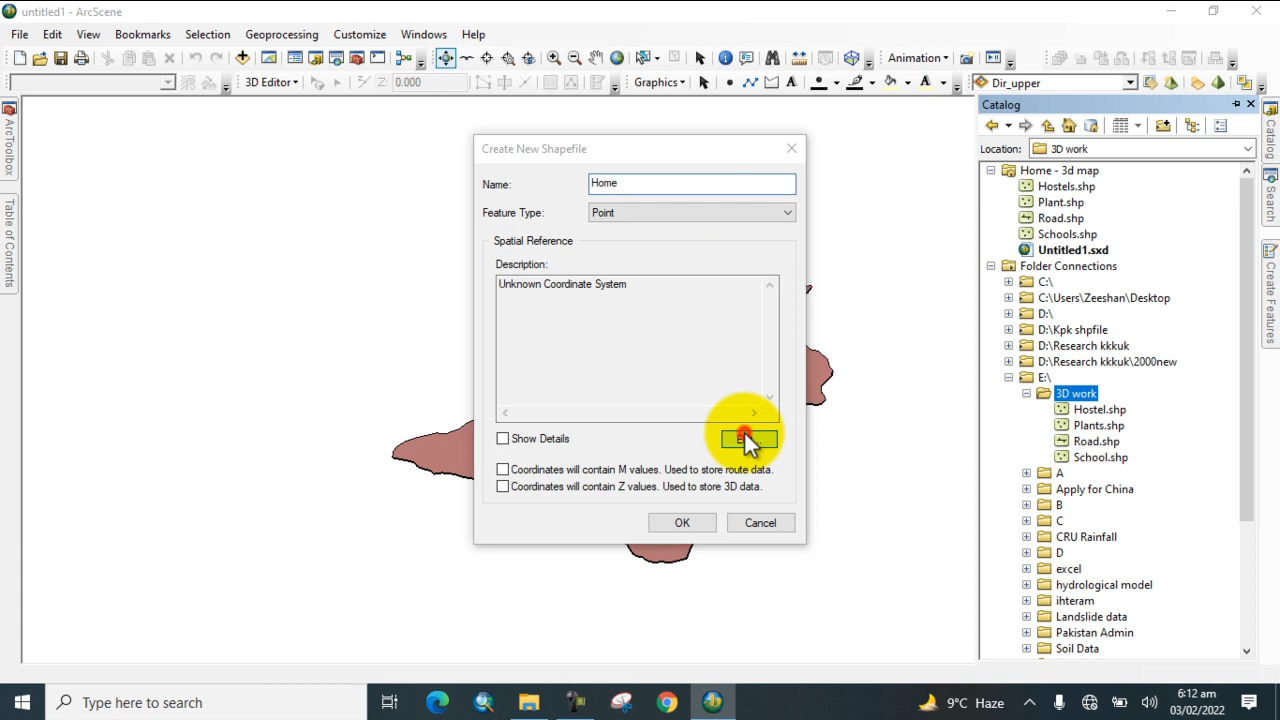 untitled1 - ArcScene
File Edit View Bookmarks Selection Geoprocessing Customize Windows Help
Animation
3D Editor Z: 0.000 Graphics Dir_upper
Catalog
Location: 3D work
Home - 3d map
Hostels.shp
Plant.shp
Road.shp
Schools.shp
Untitled1.sxd
Folder Connections
C:\
C:\Users\Zeeshan\Desktop
D:\
D:\Kpk shpfile
D:\Research kkkuk
D:\Research kkkuk\2000new
E:\
3D work
Hostel.shp
Plants.shp
Road.shp
School.shp
A
Apply for China
B
C
CRU Rainfall
D
excel
hydrological model
ihteram
Landslide data
Pakistan Admin
Soil Data
ArcToolbox
Table of Contents
Catalog
Search
Create Features
Create New Shapefile
Name: Home
Feature Type: Point
Spatial Reference
Description:
Unknown Coordinate System
Show Details
Coordinates will contain M values. Used to store route data.
Coordinates will contain Z values. Used to store 3D data.
OK Cancel
Type here to search
9°C Haze
6:12 am
03/02/2022